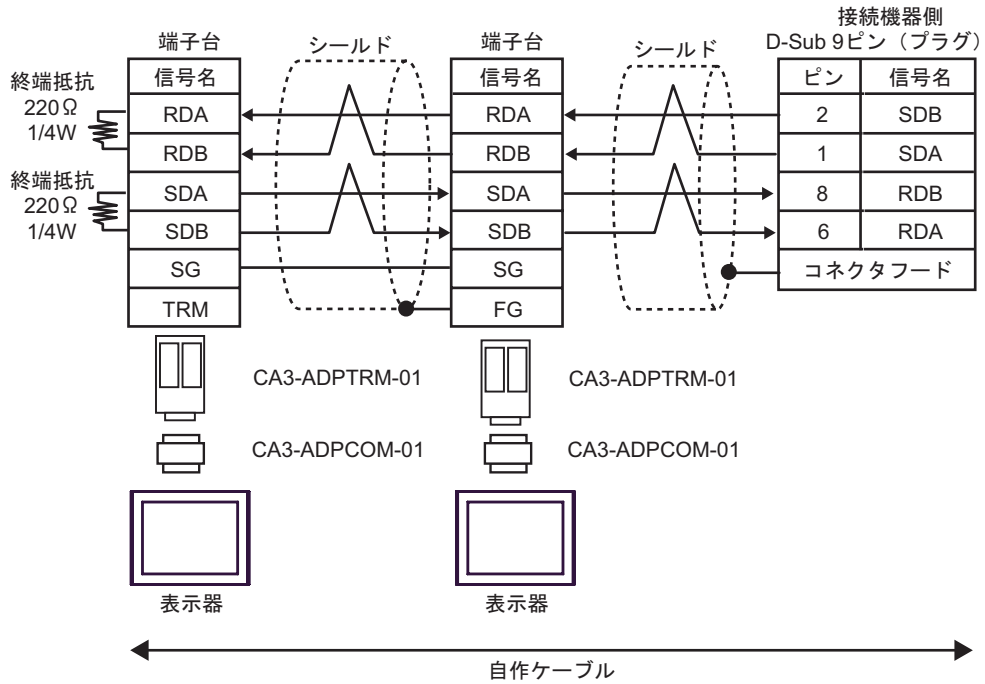 接続機器側
D-Sub 9ピン（プラグ）
端子台
シールド
端子台
シールド
終端抵抗
220Ω
1/4W
終端抵抗
220Ω
1/4W
信号名
RDA
RDB
SDA
SDB
SG
TRM
信号名
RDA
RDB
SDA
SDB
SG
FG
ピン 信号名
2 SDB
1 SDA
8 RDB
6 RDA
コネクタフード
CA3-ADPTRM-01
CA3-ADPTRM-01
CA3-ADPCOM-01
CA3-ADPCOM-01
表示器
表示器
自作ケーブル